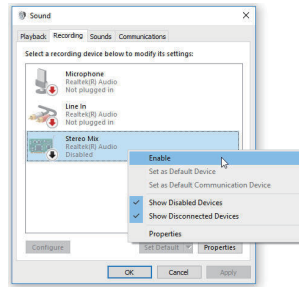 Sound
Playback Recording Sounds Communications
Select a recording device below to modify its settings:
Microphone
Realtek(R) Audio
Not plugged in
Line In
Realtek(R) Audio
Not plugged in
Stereo Mix
Realtek(R) Audio
Disabled
Enable
Set as Default Device
Set as Default Communication Device
Show Disabled Devices
Show Disconnected Devices
Properties
Configure Set Default Properties
OK Cancel Apply